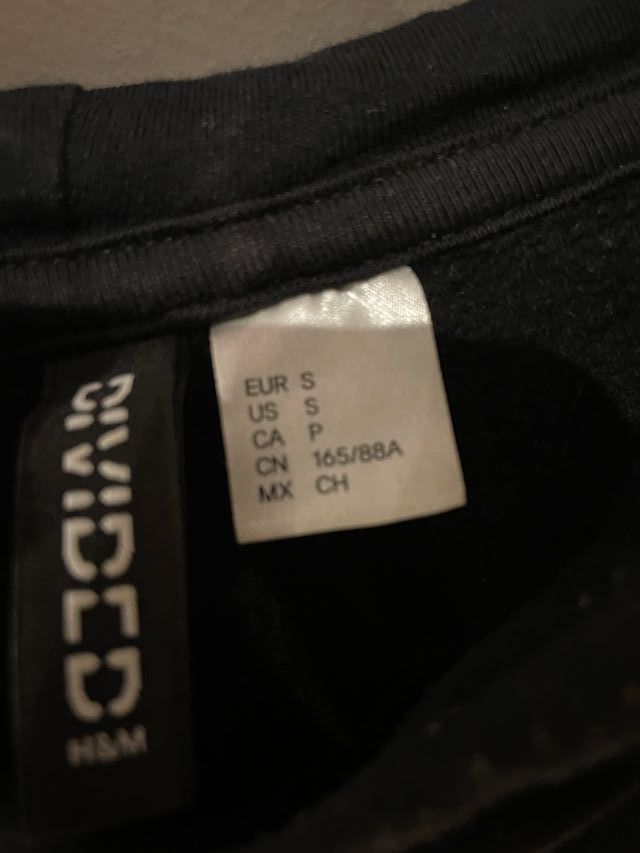 DIVIDED
H&M
EUR S
US S
CA P
CN 165/88A
MX CH